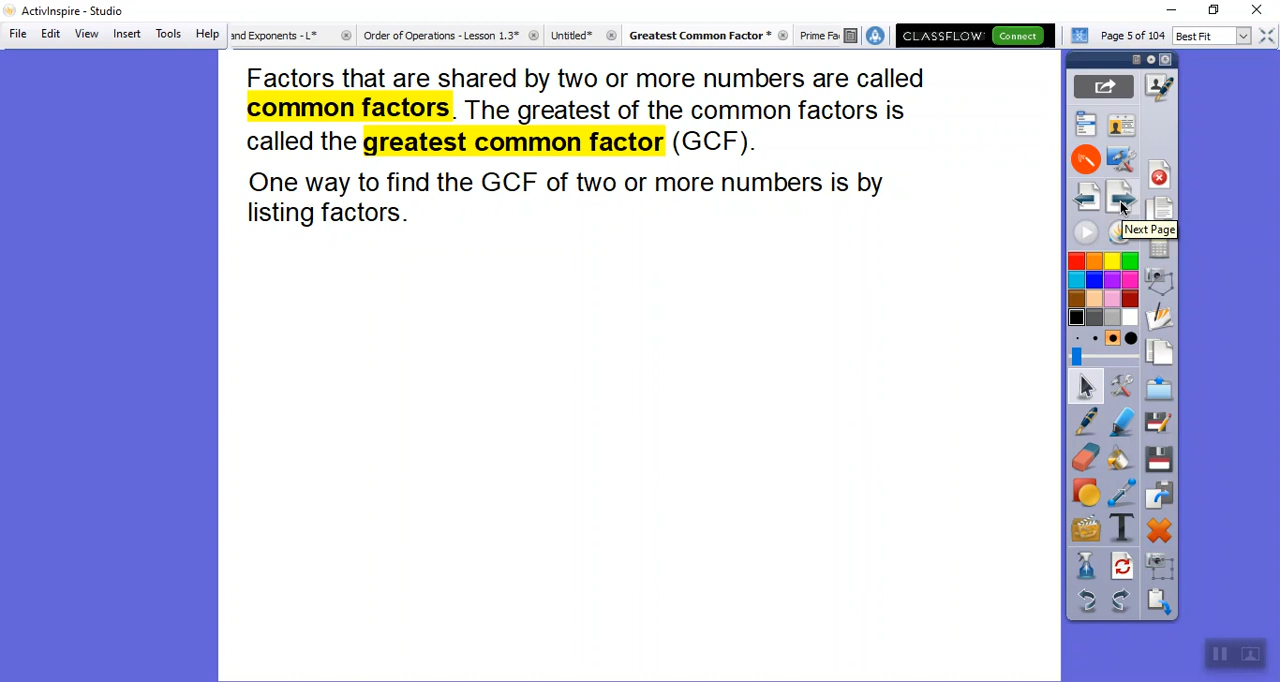 ActivInspire - Studio
File Edit View Insert Tools Help
and Exponents - L* Order of Operations - Lesson 1.3* Untitled* Greatest Common Factor * Prime Fa
CLASSFLOW Connect
Page 5 of 104 Best Fit
Factors that are shared by two or more numbers are called
common factors. The greatest of the common factors is
called the greatest common factor (GCF).
One way to find the GCF of two or more numbers is by
listing factors.
Next Page
T